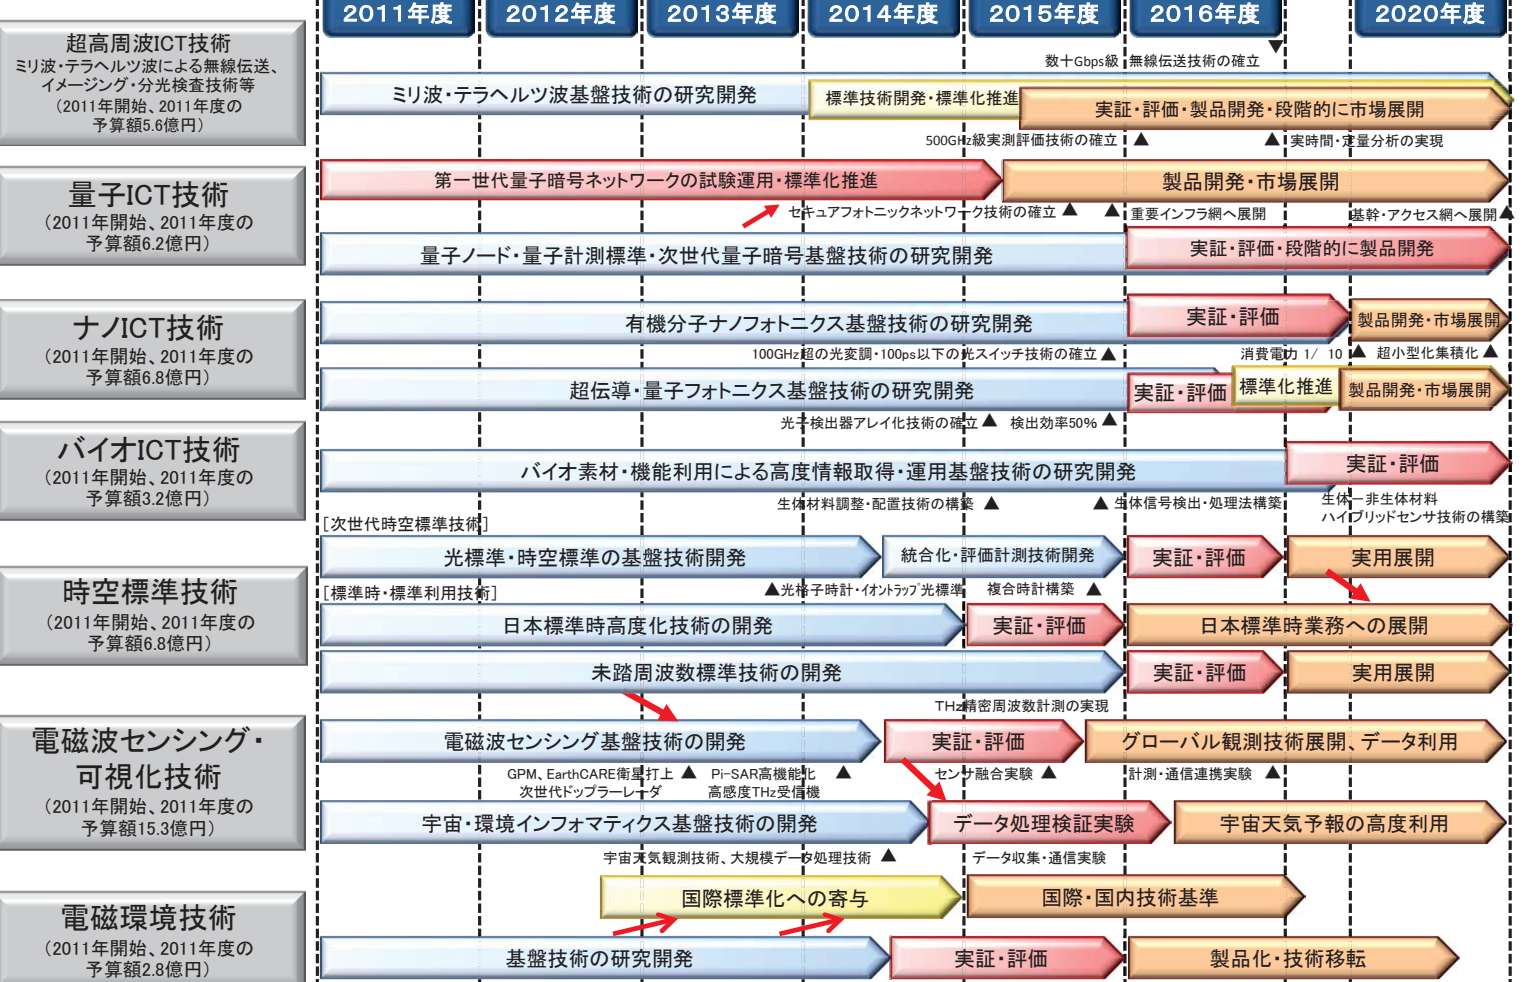 2011年度
2012年度
2013年度
2014年度
2015年度
2016年度
2020年度
超高周波ICT技術
ミリ波・テラヘルツ波による無線伝送、
イメージング・分光検査技術等
（2011年開始、2011年度の
予算額5.6億円）
数十Gbps級 無線伝送技術の確立
▼
ミリ波・テラヘルツ波基盤技術の研究開発
標準技術開発・標準化推進
実証・評価・製品開発・段階的に市場展開
500GHz級実測評価技術の確立 ▲
▲ 実時間・定量分析の実現
量子ICT技術
（2011年開始、2011年度の
予算額6.2億円）
第一世代量子暗号ネットワークの試験運用・標準化推進
製品開発・市場展開
セキュアフォトニックネットワーク技術の確立 ▲
▲ 重要インフラ網へ展開
基幹・アクセス網へ展開▲
量子ノード・量子計測標準・次世代量子暗号基盤技術の研究開発
実証・評価・段階的に製品開発
ナノICT技術
（2011年開始、2011年度の
予算額6.8億円）
有機分子ナノフォトニクス基盤技術の研究開発
実証・評価
製品開発・市場展開
100GHz超の光変調・100ps以下の光スイッチ技術の確立 ▲
消費電力 1/ 10 ▲
超小型化集積化 ▲
超伝導・量子フォトニクス基盤技術の研究開発
実証・評価
標準化推進
製品開発・市場展開
光子検出器アレイ化技術の確立 ▲
検出効率50% ▲
バイオICT技術
（2011年開始、2011年度の
予算額3.2億円）
バイオ素材・機能利用による高度情報取得・運用基盤技術の研究開発
実証・評価
生体材料調整・配置技術の構築 ▲
▲ 生体信号検出・処理法構築
生体－非生体材料
ハイブリッドセンサ技術の構築
時空標準技術
（2011年開始、2011年度の
予算額6.8億円）
［次世代時空標準技術］
光標準・時空標準の基盤技術開発
統合化・評価計測技術開発
実証・評価
実用展開
▲光格子時計・イオントラップ光標準
複合時計構築 ▲
［標準時・標準利用技術］
日本標準時高度化技術の開発
実証・評価
日本標準時業務への展開
未踏周波数標準技術の開発
実証・評価
実用展開
THz精密周波数計測の実現
電磁波センシング・
可視化技術
（2011年開始、2011年度の
予算額15.3億円）
電磁波センシング基盤技術の開発
実証・評価
グローバル観測技術展開、データ利用
GPM、EarthCARE衛星打上 ▲
次世代ドップラーレーダ
Pi-SAR高機能化 ▲
高感度THz受信機
センサ融合実験 ▲
計測・通信連携実験 ▲
宇宙・環境インフォマティクス基盤技術の開発
データ処理検証実験
宇宙天気予報の高度利用
宇宙天気観測技術、大規模データ処理技術 ▲
データ収集・通信実験
電磁環境技術
（2011年開始、2011年度の
予算額2.8億円）
国際標準化への寄与
国際・国内技術基準
基盤技術の研究開発
実証・評価
製品化・技術移転